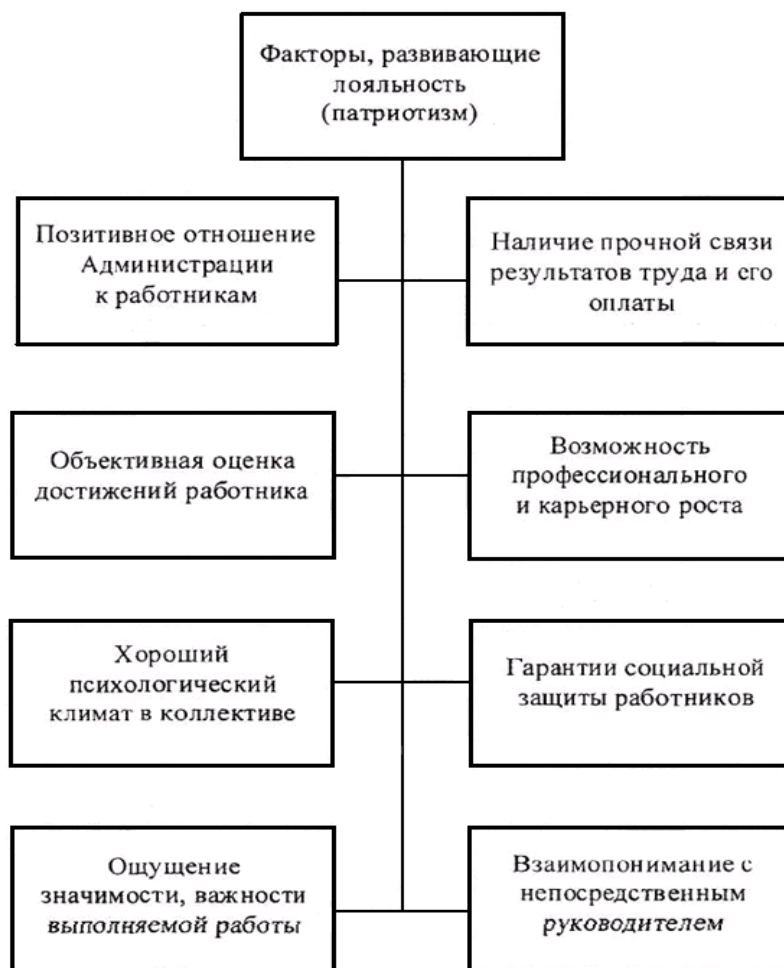 Факторы, развивающие
лояльность
(патриотизм)
Позитивное отношение
Администрации
к работникам
Наличие прочной связи
результатов труда и его
оплаты
Объективная оценка
достижений работника
Возможность
профессионального
и карьерного роста
Хороший
психологический
климат в коллективе
Гарантии социальной
защиты работников
Ощущение
значимости, важности
выполняемой работы
Взаимопонимание с
непосредственным
руководителем